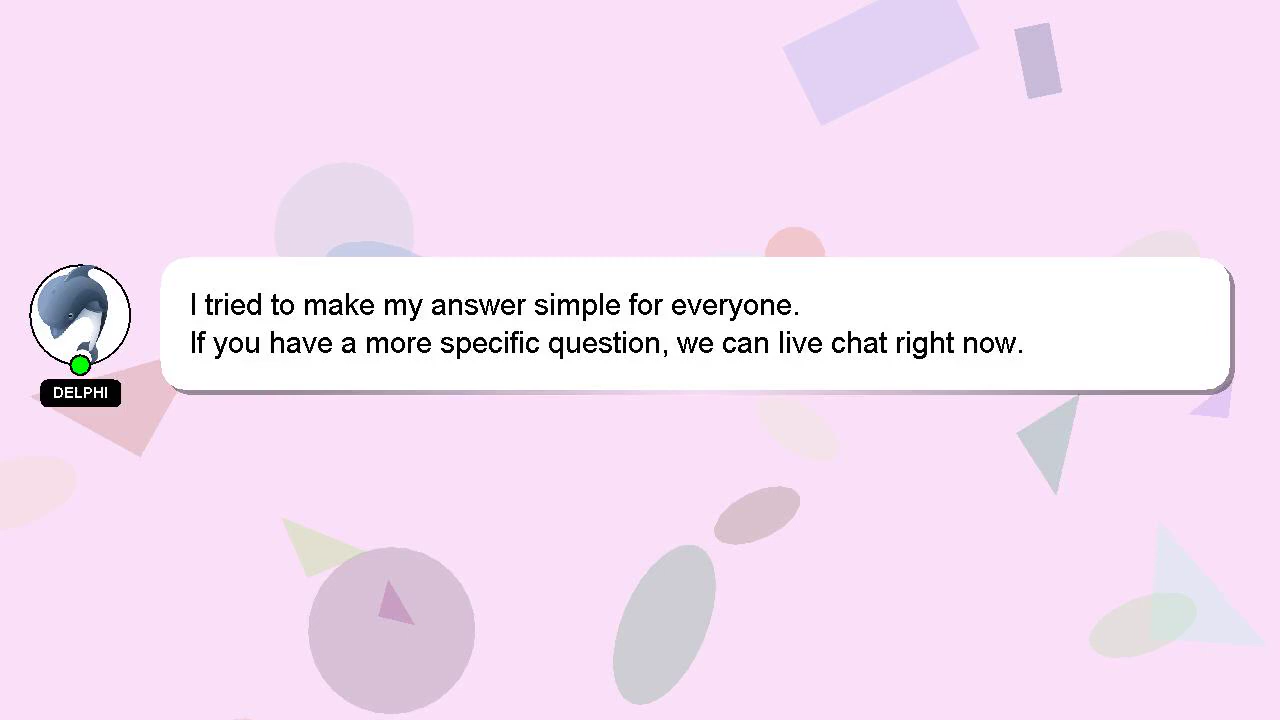 I tried to make my answer simple for everyone.
If you have a more specific question, we can live chat right now.
DELPHI